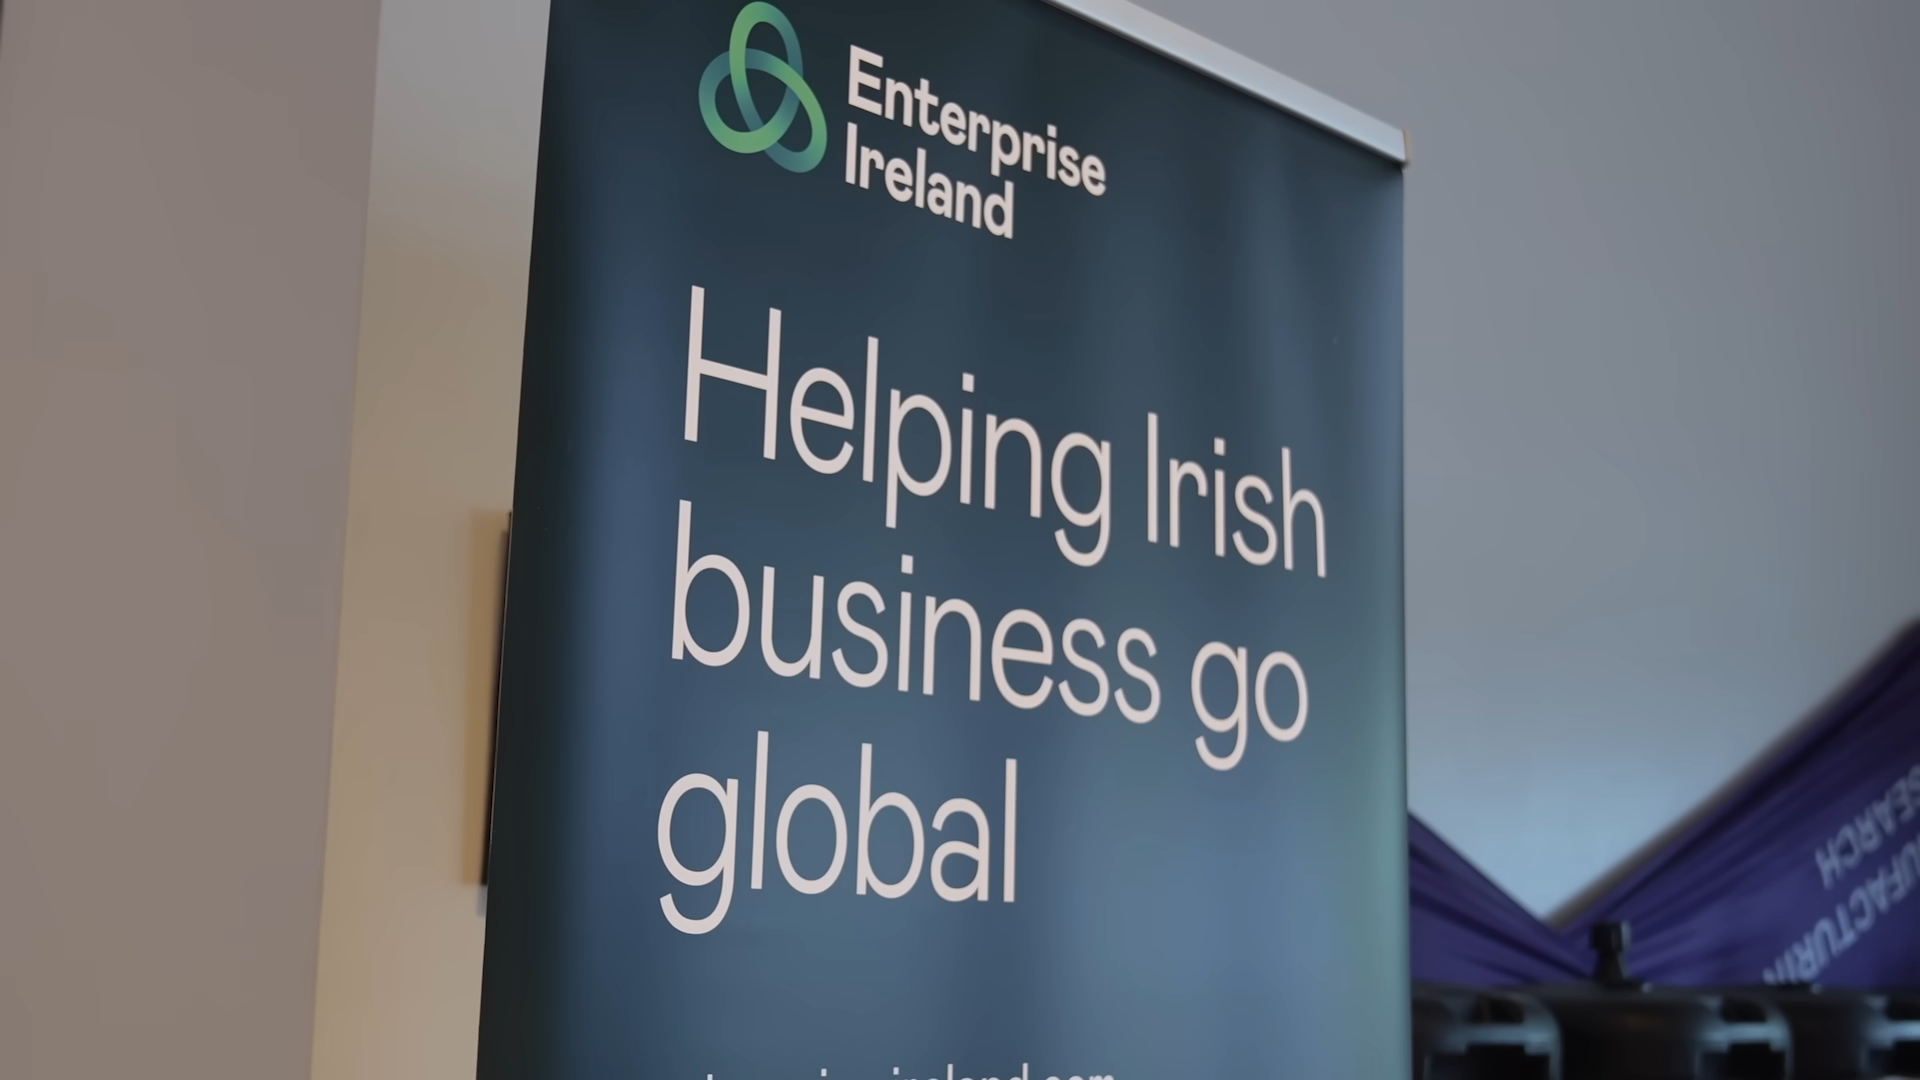 Enterprise
Ireland
Helping Irish
business go
global